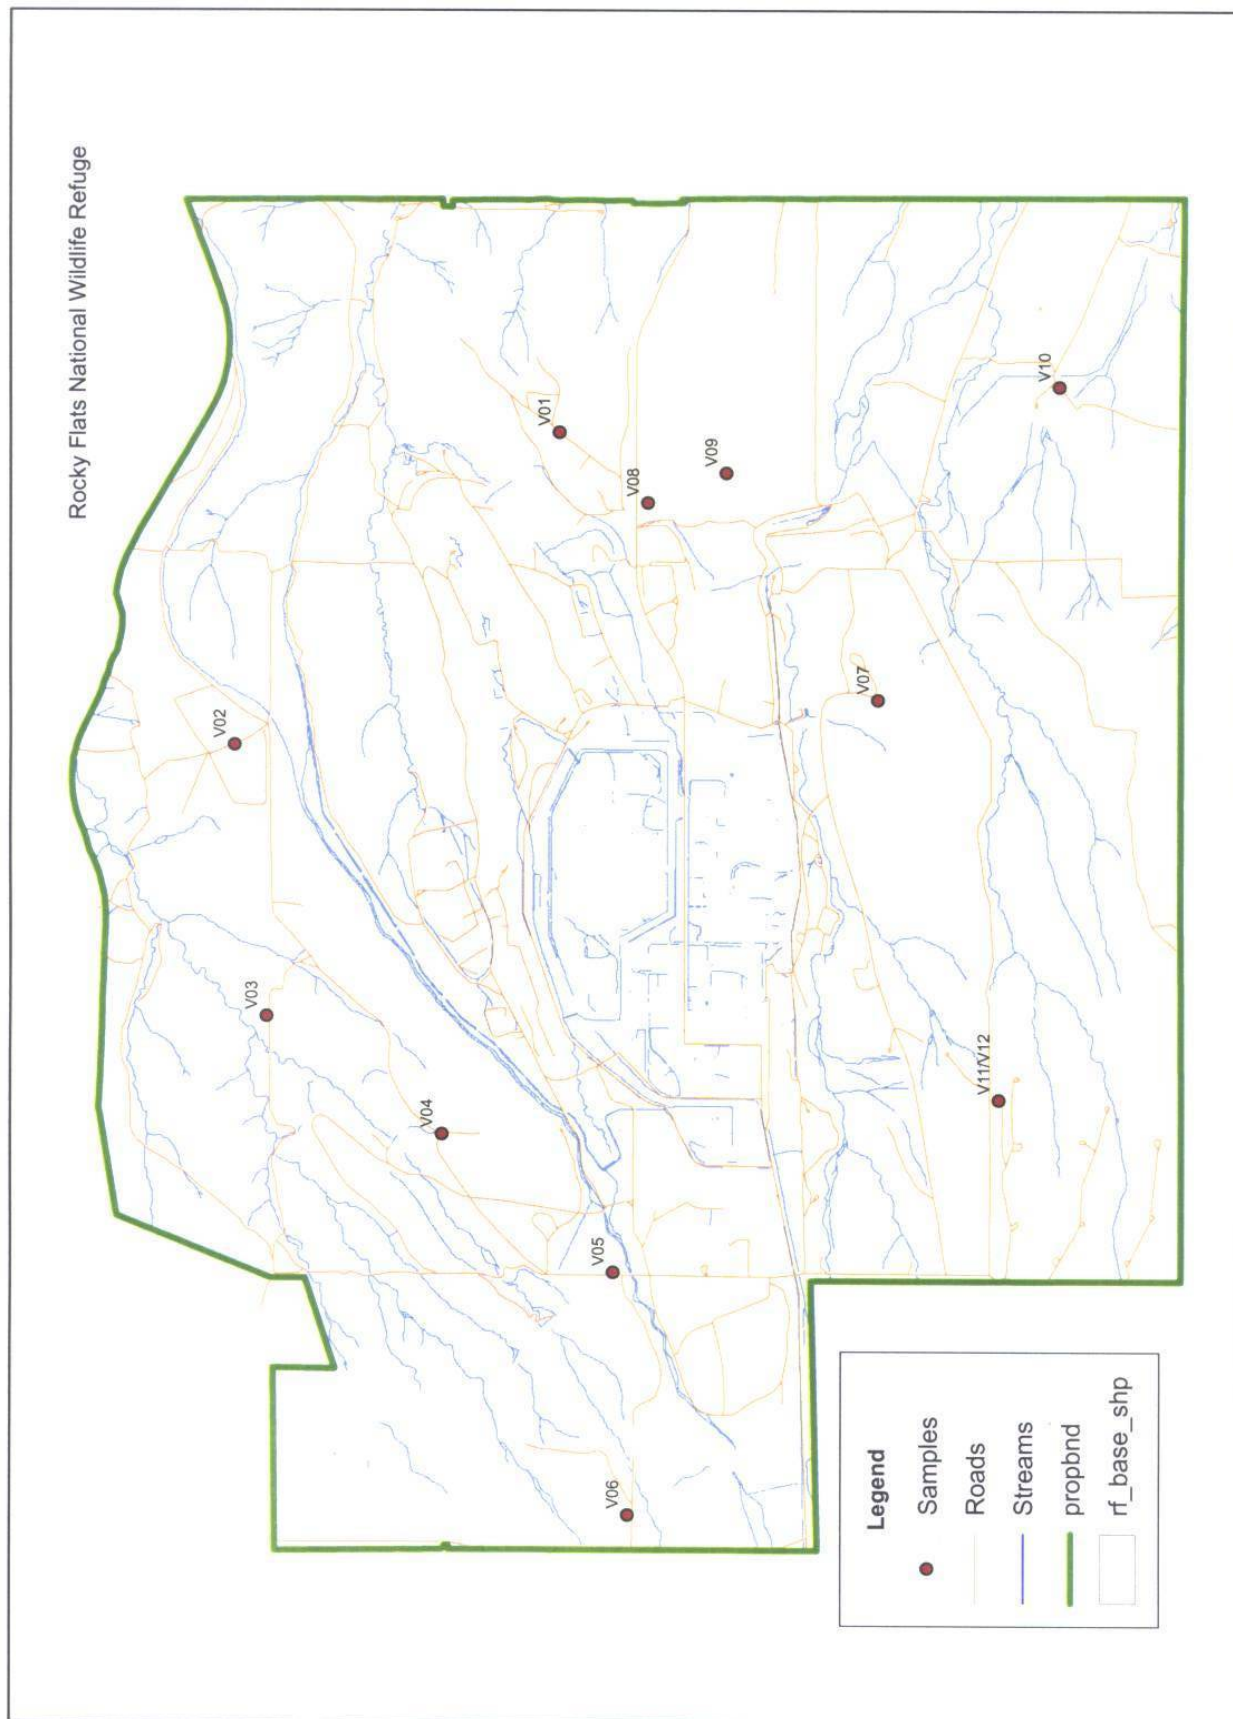 Rocky Flats National Wildlife Refuge
V02
V03
V04
V01
V08
V05
V06
V09
V07
V11/V12
V10
Legend
Samples
Roads
Streams
propbnd
rf_base_shp